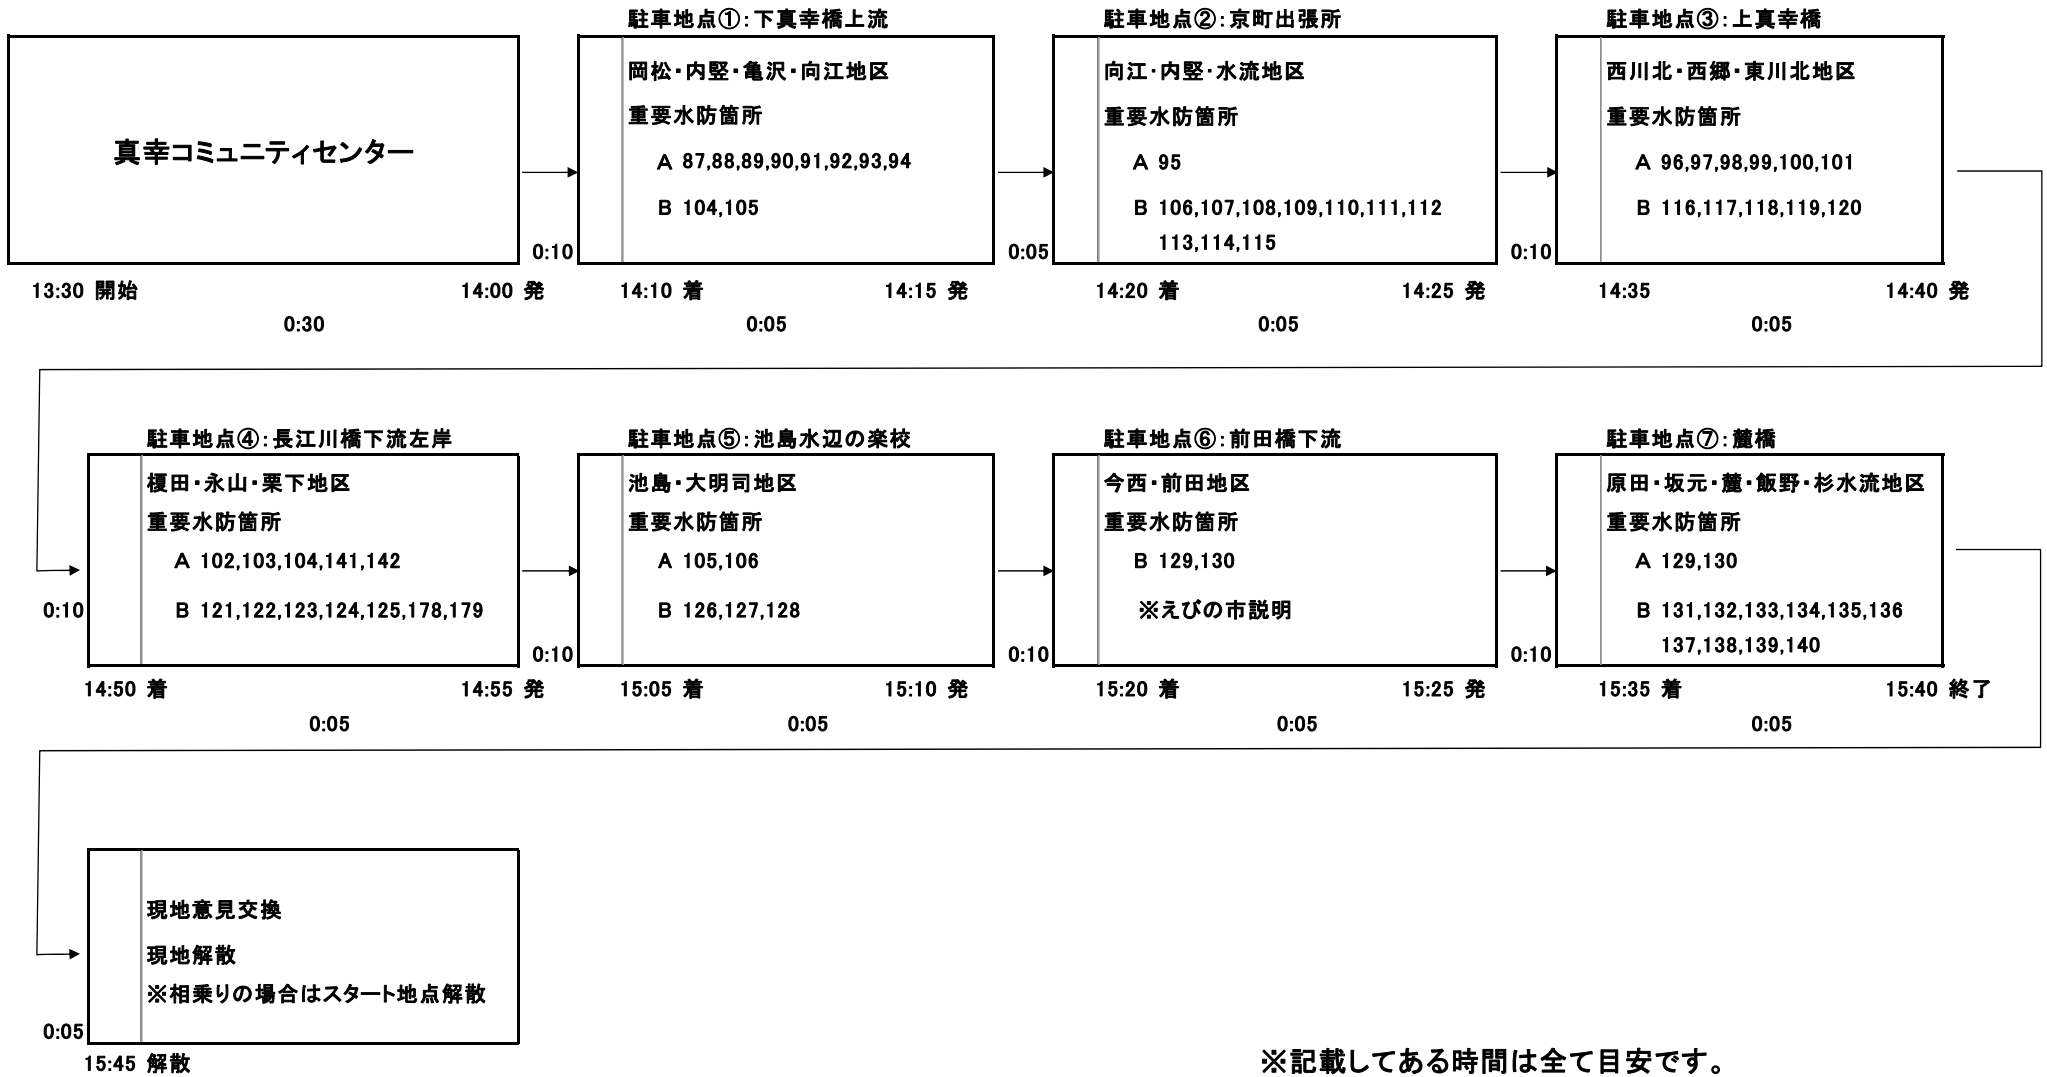 真幸コミュニティセンター
13:30 開始
14:00 発
0:30
0:10
駐車地点①：下真幸橋上流
岡松・内竪・亀沢・向江地区
重要水防箇所
A 87,88,89,90,91,92,93,94
B 104,105
14:10 着
14:15 発
0:05
0:05
駐車地点②：京町出張所
向江・内竪・水流地区
重要水防箇所
A 95
B 106,107,108,109,110,111,112
113,114,115
14:20 着
14:25 発
0:05
0:10
駐車地点③：上真幸橋
西川北・西郷・東川北地区
重要水防箇所
A 96,97,98,99,100,101
B 116,117,118,119,120
14:35
14:40 発
0:05
0:10
駐車地点④：長江川橋下流左岸
榎田・永山・栗下地区
重要水防箇所
A 102,103,104,141,142
B 121,122,123,124,125,178,179
14:50 着
14:55 発
0:05
0:10
駐車地点⑤：池島水辺の楽校
池島・大明司地区
重要水防箇所
A 105,106
B 126,127,128
15:05 着
15:10 発
0:05
0:10
駐車地点⑥：前田橋下流
今西・前田地区
重要水防箇所
B 129,130
※えびの市説明
15:20 着
15:25 発
0:05
0:10
駐車地点⑦：麓橋
原田・坂元・麓・飯野・杉水流地区
重要水防箇所
A 129,130
B 131,132,133,134,135,136
137,138,139,140
15:35 着
15:40 終了
0:05
0:05
現地意見交換
現地解散
※相乗りの場合はスタート地点解散
15:45 解散
※記載してある時間は全て目安です。